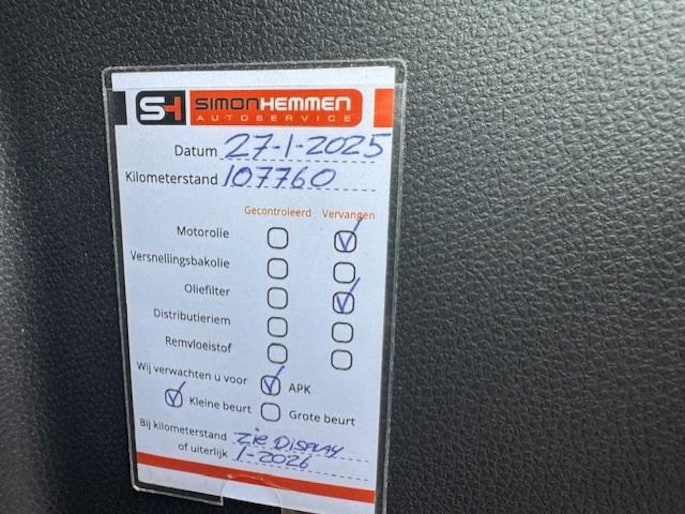 SH SIMONHEMMEN
AUTOSERVICE
Datum 27-1-2025
Kilometerstand 107760
Gecontroleerd Vervangen
Motorolie
Versnellingsbakolie
Oliefilter
Distributieriem
Remvloeistof
Wij verwachten u voor APK
Kleine beurt Grote beurt
Bij kilometerstand zie DISPLAY
of uiterlijk 1-2026